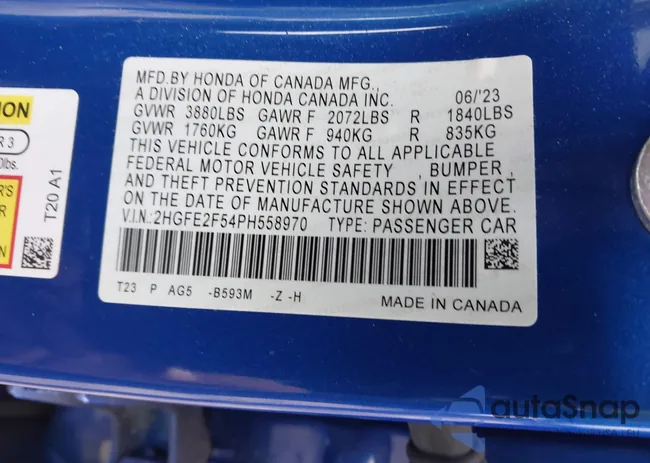 MFD.BY HONDA OF CANADA MFG.,
A DIVISION OF HONDA CANADA INC. 06/'23
GVWR 3880LBS GAWR F 2072LBS R 1840LBS
GVWR 1760KG GAWR F 940KG R 835KG
THIS VEHICLE CONFORMS TO ALL APPLICABLE
FEDERAL MOTOR VEHICLE SAFETY , BUMPER,
AND THEFT PREVENTION STANDARDS IN EFFECT
ON THE DATE OF MANUFACTURE SHOWN ABOVE.
V.I.N.:2HGFE2F54PH558970 TYPE: PASSENGER CAR
T23 P AG5 -B593M -Z -H
MADE IN CANADA
ION
R 3
0lbs.
R'S
R
N
T20 A1
autoSnap